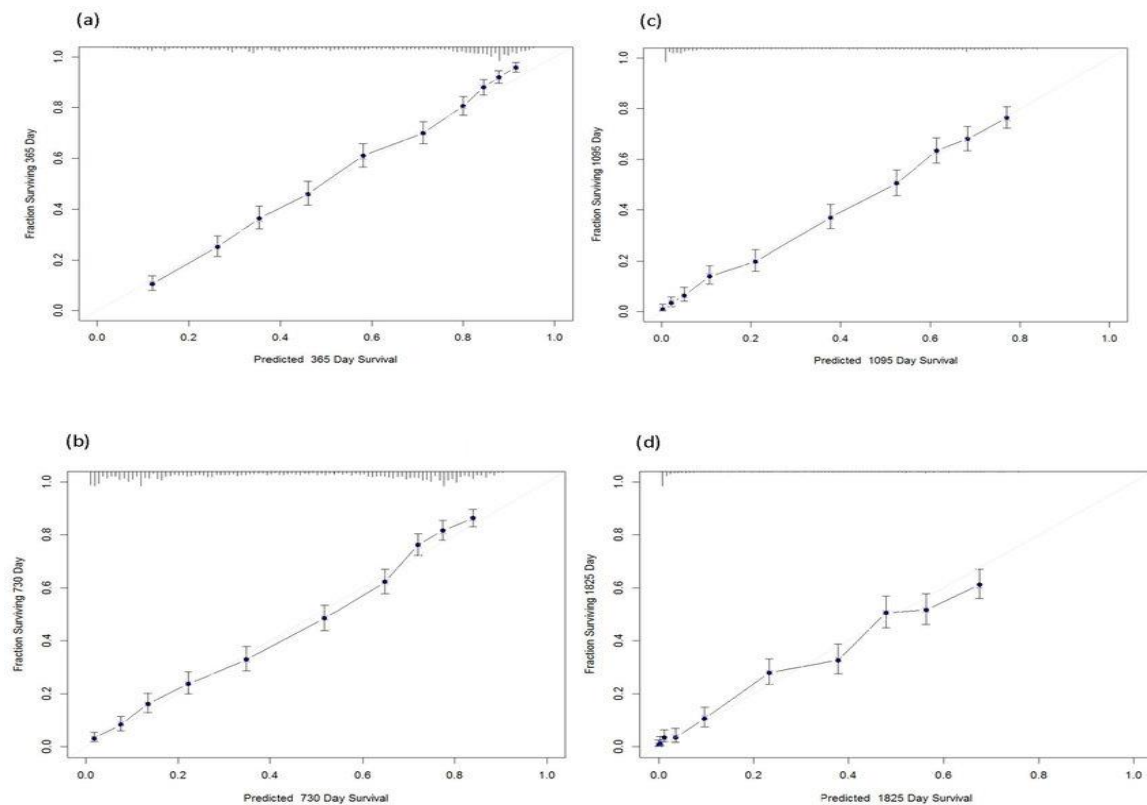 (a)
Fraction Surviving 365 Day
1.0
0.8
0.6
0.4
0.2
0.0
0.0 0.2 0.4 0.6 0.8 1.0
Predicted 365 Day Survival
(c)
Fraction Surviving 1095 Day
1.0
0.8
0.6
0.4
0.2
0.0
0.0 0.2 0.4 0.6 0.8 1.0
Predicted 1095 Day Survival
(b)
Fraction Surviving 730 Day
1.0
0.8
0.6
0.4
0.2
0.0
0.0 0.2 0.4 0.6 0.8 1.0
Predicted 730 Day Survival
(d)
Fraction Surviving 1825 Day
1.0
0.8
0.6
0.4
0.2
0.0
0.0 0.2 0.4 0.6 0.8 1.0
Predicted 1825 Day Survival